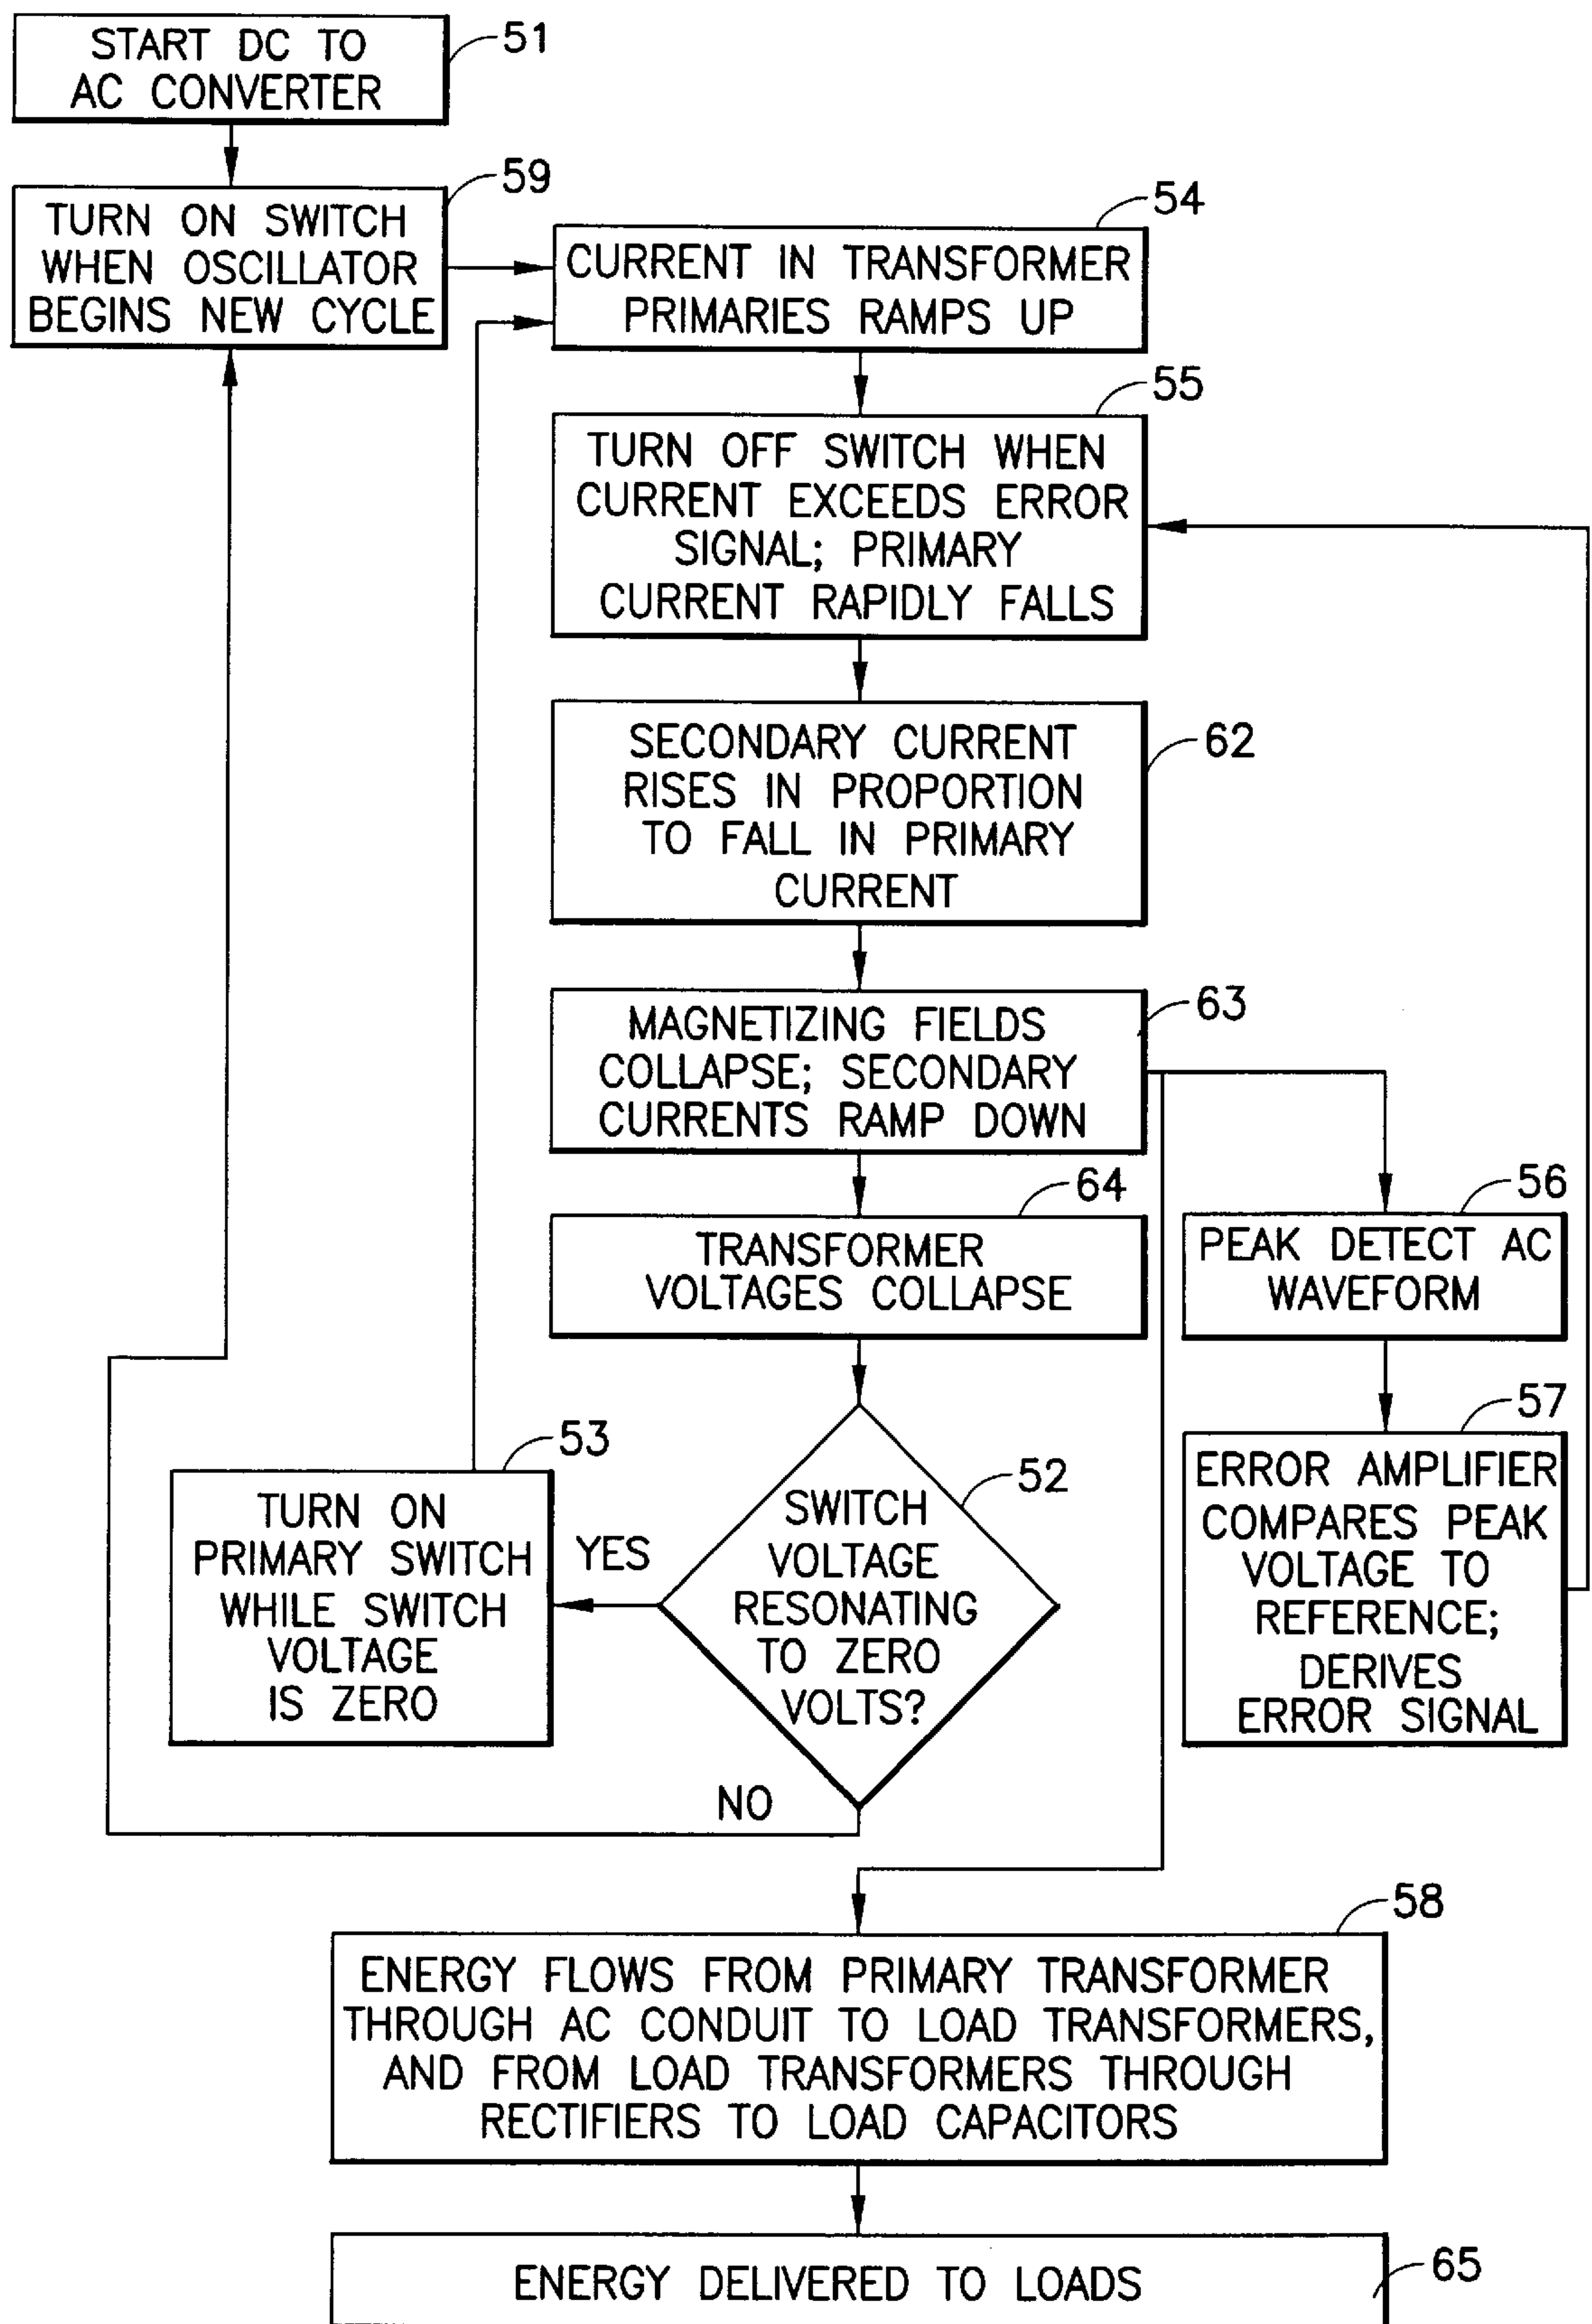 START DC TO
AC CONVERTER
51
TURN ON SWITCH
WHEN OSCILLATOR
BEGINS NEW CYCLE
59
CURRENT IN TRANSFORMER
PRIMARIES RAMPS UP
54
TURN OFF SWITCH WHEN
CURRENT EXCEEDS ERROR
SIGNAL; PRIMARY
CURRENT RAPIDLY FALLS
55
SECONDARY CURRENT
RISES IN PROPORTION
TO FALL IN PRIMARY
CURRENT
62
MAGNETIZING FIELDS
COLLAPSE; SECONDARY
CURRENTS RAMP DOWN
63
TRANSFORMER
VOLTAGES COLLAPSE
64
PEAK DETECT AC
WAVEFORM
56
ERROR AMPLIFIER
COMPARES PEAK
VOLTAGE TO
REFERENCE;
DERIVES
ERROR SIGNAL
57
SWITCH
VOLTAGE
RESONATING
TO ZERO
VOLTS?
52
YES
NO
TURN ON
PRIMARY SWITCH
WHILE SWITCH
VOLTAGE
IS ZERO
53
ENERGY FLOWS FROM PRIMARY TRANSFORMER
THROUGH AC CONDUIT TO LOAD TRANSFORMERS,
AND FROM LOAD TRANSFORMERS THROUGH
RECTIFIERS TO LOAD CAPACITORS
58
ENERGY DELIVERED TO LOADS
65